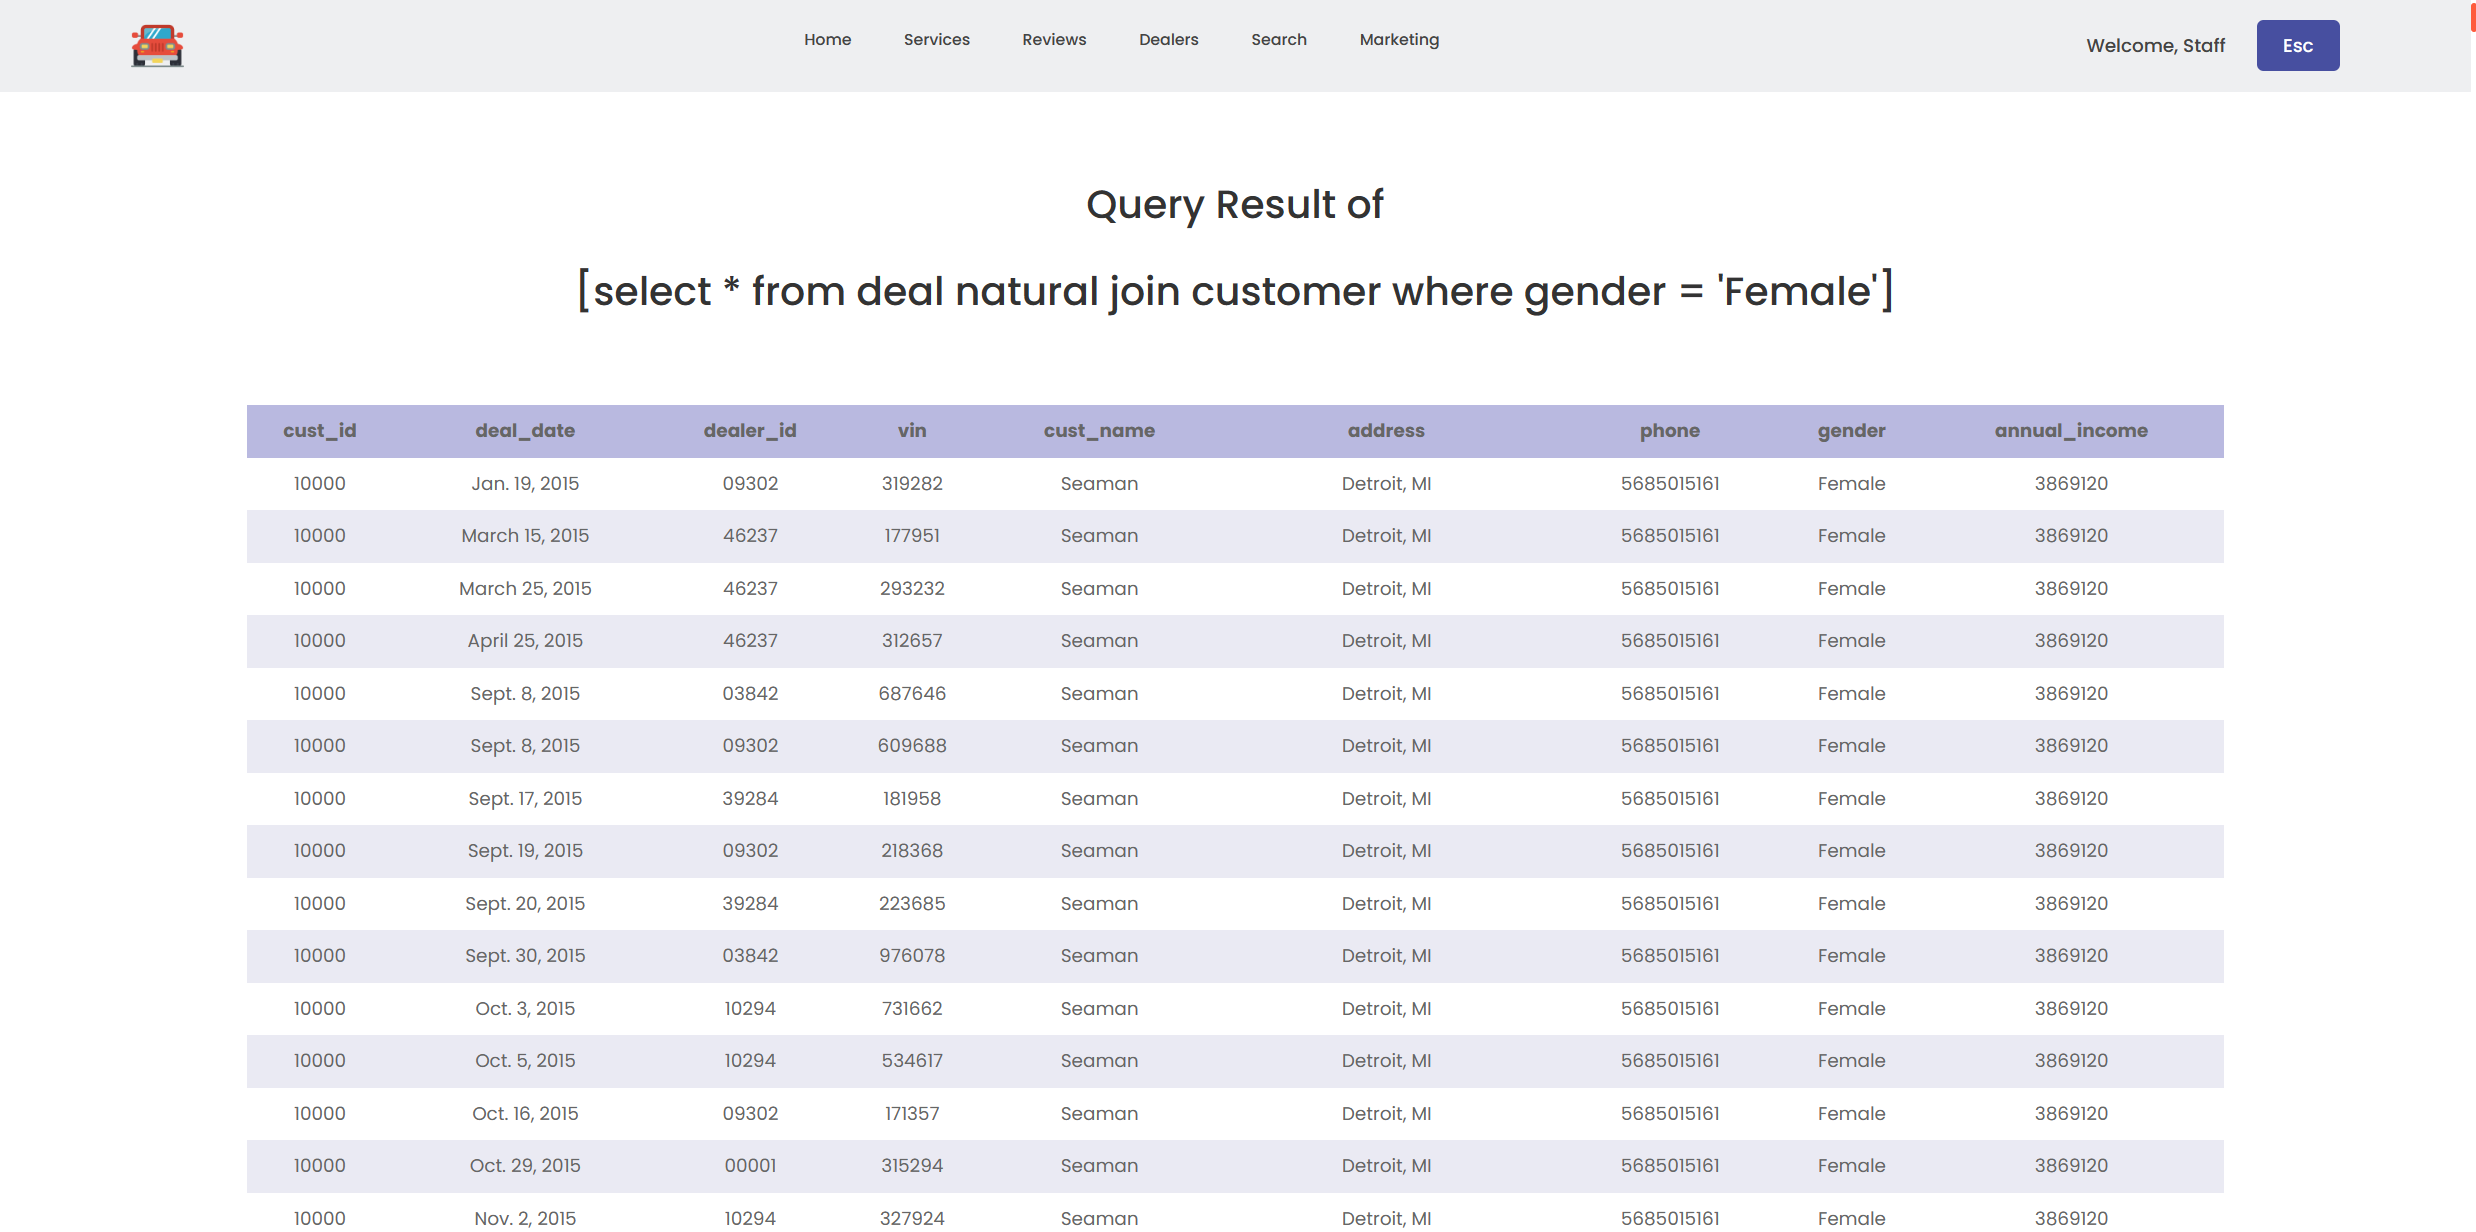 Home Services Reviews Dealers Search Marketing Welcome, Staff Esc
Query Result of
[select * from deal natural join customer where gender = 'Female']
cust_id deal_date dealer_id vin cust_name address phone gender annual_income
10000 Jan. 19, 2015 09302 319282 Seaman Detroit, MI 5685015161 Female 3869120
10000 March 15, 2015 46237 177951 Seaman Detroit, MI 5685015161 Female 3869120
10000 March 25, 2015 46237 293232 Seaman Detroit, MI 5685015161 Female 3869120
10000 April 25, 2015 46237 312657 Seaman Detroit, MI 5685015161 Female 3869120
10000 Sept. 8, 2015 03842 687646 Seaman Detroit, MI 5685015161 Female 3869120
10000 Sept. 8, 2015 09302 609688 Seaman Detroit, MI 5685015161 Female 3869120
10000 Sept. 17, 2015 39284 181958 Seaman Detroit, MI 5685015161 Female 3869120
10000 Sept. 19, 2015 09302 218368 Seaman Detroit, MI 5685015161 Female 3869120
10000 Sept. 20, 2015 39284 223685 Seaman Detroit, MI 5685015161 Female 3869120
10000 Sept. 30, 2015 03842 976078 Seaman Detroit, MI 5685015161 Female 3869120
10000 Oct. 3, 2015 10294 731662 Seaman Detroit, MI 5685015161 Female 3869120
10000 Oct. 5, 2015 10294 534617 Seaman Detroit, MI 5685015161 Female 3869120
10000 Oct. 16, 2015 09302 171357 Seaman Detroit, MI 5685015161 Female 3869120
10000 Oct. 29, 2015 00001 315294 Seaman Detroit, MI 5685015161 Female 3869120
10000 Nov. 2, 2015 10294 327924 Seaman Detroit, MI 5685015161 Female 3869120